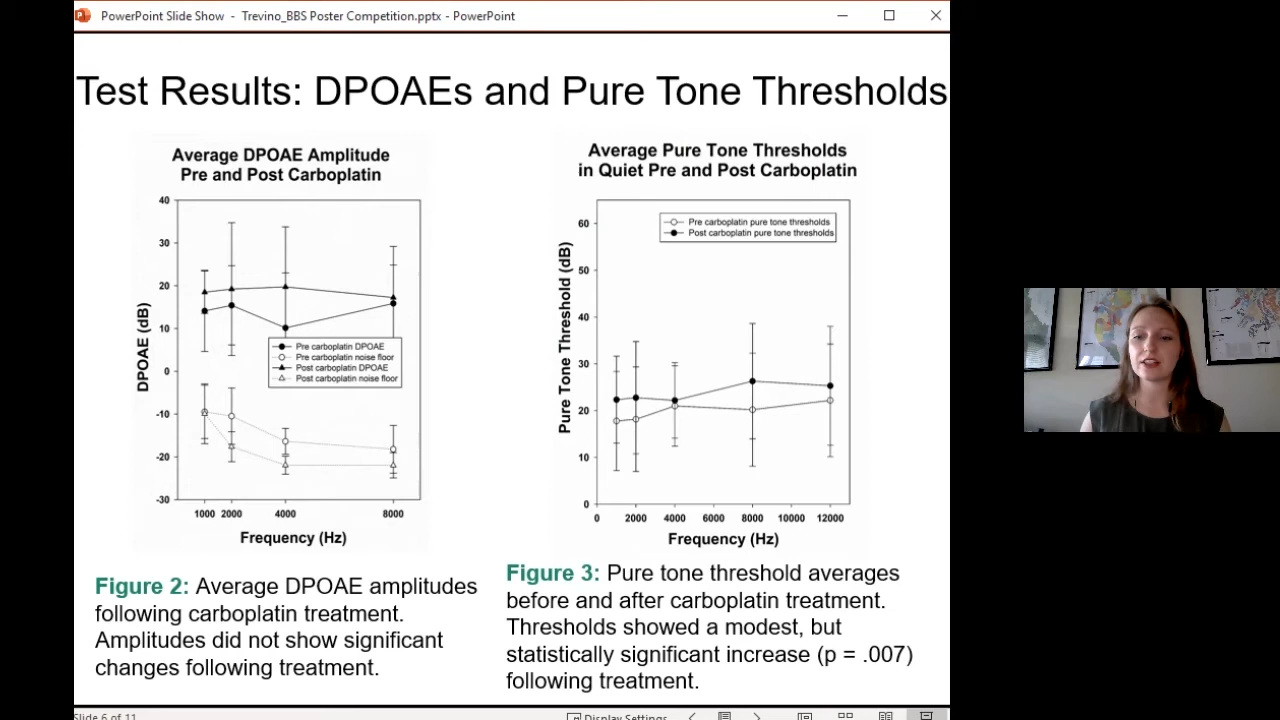 PowerPoint Slide Show - Trevino_BBS Poster Competition.pptx - PowerPoint
Test Results: DPOAEs and Pure Tone Thresholds
Average DPOAE Amplitude
Pre and Post Carboplatin
40
30
20
10
0
-10
-20
-30
DPOAE (dB)
Pre carboplatin DPOAE
Pre carboplatin noise floor
Post carboplatin DPOAE
Post carboplatin noise floor
1000 2000 4000 8000
Frequency (Hz)
Figure 2: Average DPOAE amplitudes
following carboplatin treatment.
Amplitudes did not show significant
changes following treatment.
Average Pure Tone Thresholds
in Quiet Pre and Post Carboplatin
60
50
40
30
20
10
0
Pure Tone Threshold (dB)
Pre carboplatin pure tone thresholds
Post carboplatin pure tone thresholds
0 2000 4000 6000 8000 10000 12000
Frequency (Hz)
Figure 3: Pure tone threshold averages
before and after carboplatin treatment.
Thresholds showed a modest, but
statistically significant increase (p = .007)
following treatment.
Slide 6 of 11
Display Settings